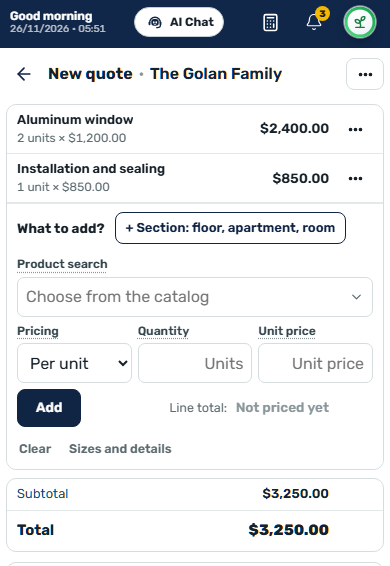 Good morning
26/11/2026 • 05:51
AI Chat
3
New quote • The Golan Family
Aluminum window
2 units × $1,200.00
$2,400.00
Installation and sealing
1 unit × $850.00
$850.00
What to add?
+ Section: floor, apartment, room
Product search
Choose from the catalog
Pricing
Quantity
Unit price
Per unit
Units
Unit price
Add
Line total: Not priced yet
Clear
Sizes and details
Subtotal
$3,250.00
Total
$3,250.00